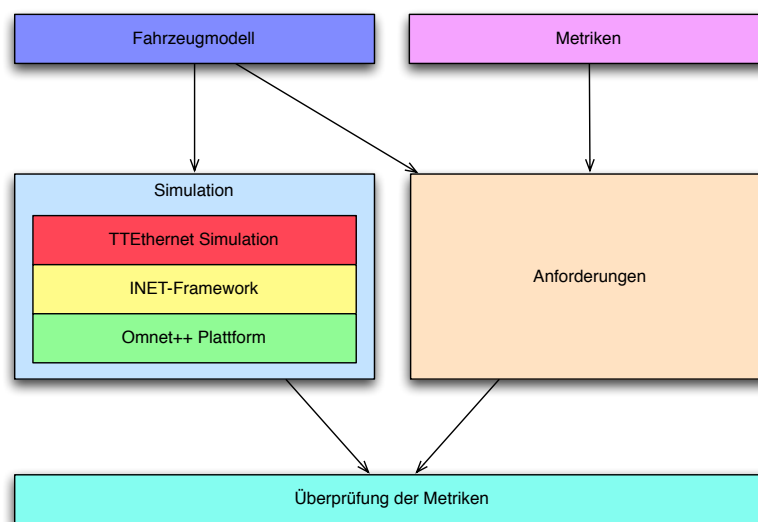 Fahrzeugmodell
Metriken
Simulation
TTEthernet Simulation
INET-Framework
Omnet++ Plattform
Anforderungen
Überprüfung der Metriken